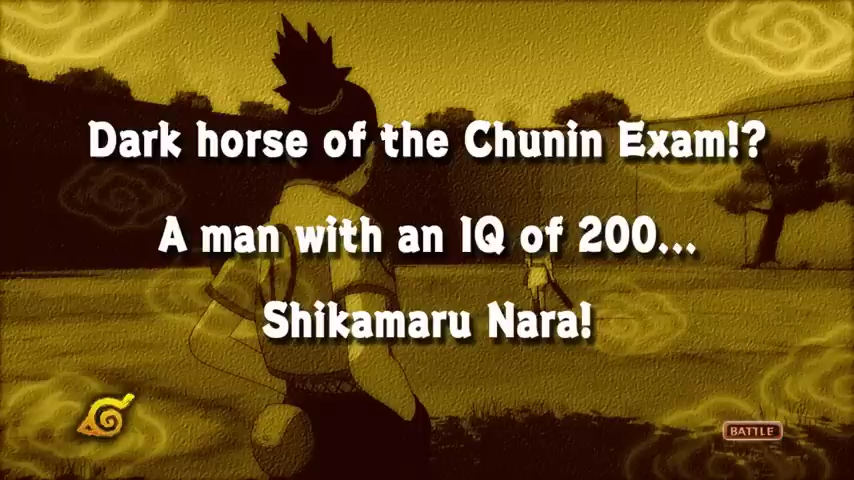 Dark horse of the Chunin Exam!?
A man with an IQ of 200...
Shikamaru Nara!
BATTLE